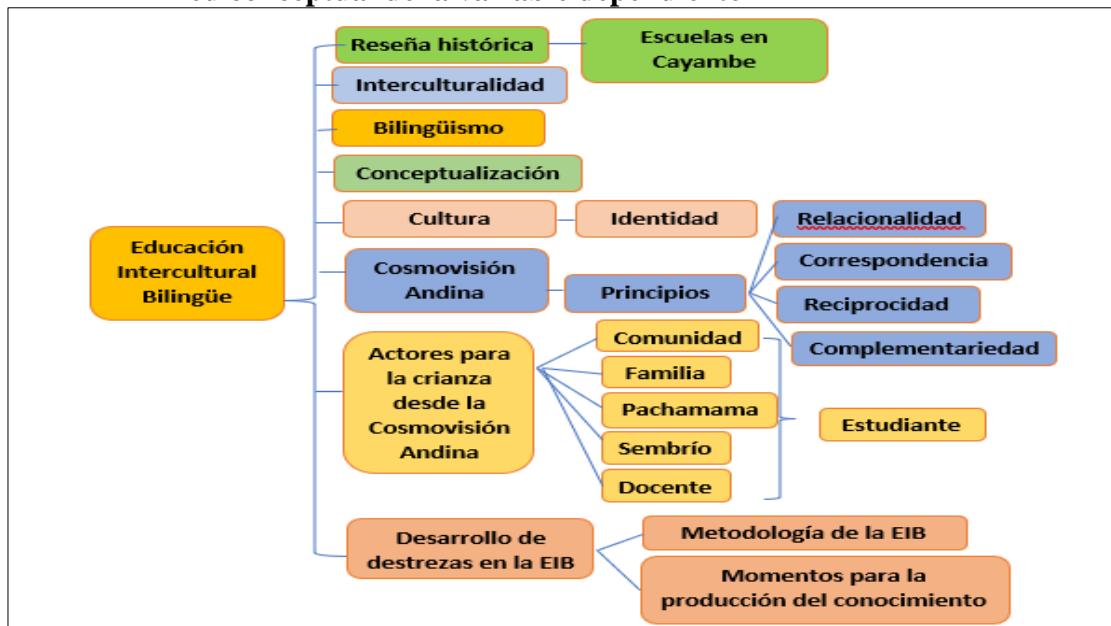 Reseña histórica
Escuelas en
Cayambe
Interculturalidad
Bilingüismo
Conceptualización
Cultura
Identidad
Educación
Intercultural
Bilingüe
Cosmovisión
Andina
Principios
Relacionalidad
Correspondencia
Reciprocidad
Complementariedad
Actores para
la crianza
desde la
Cosmovisión
Andina
Comunidad
Familia
Pachamama
Sembrío
Docente
Estudiante
Desarrollo de
destrezas en la EIB
Metodología de la EIB
Momentos para la
producción del conocimiento